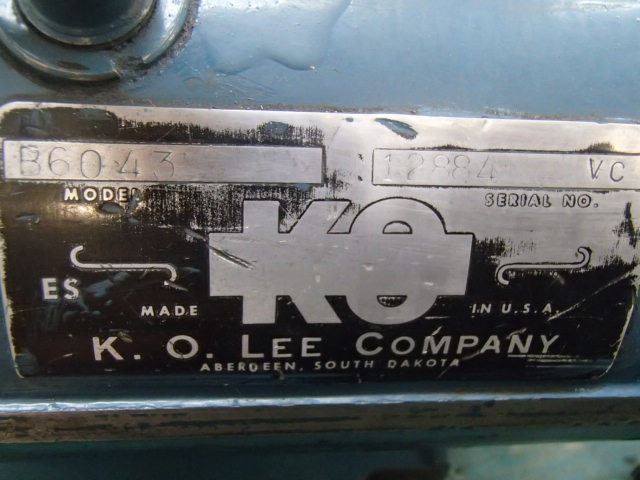 B6043 12884 VC
MODEL SERIAL NO.
KO
ES MADE IN U.S.A.
K. O. LEE COMPANY
ABERDEEN, SOUTH DAKOTA